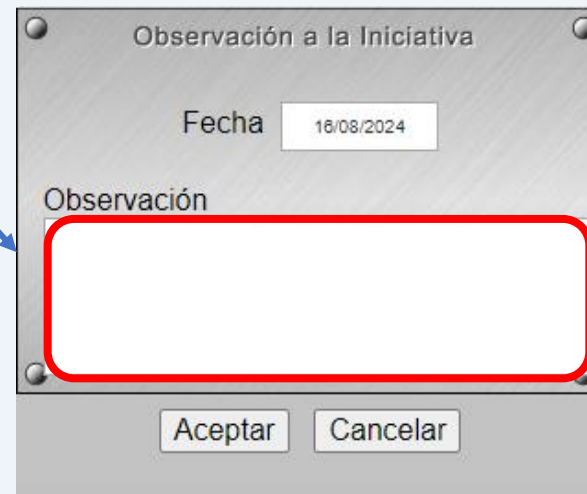 Observación a la Iniciativa
Fecha 16/08/2024
Observación
Aceptar Cancelar